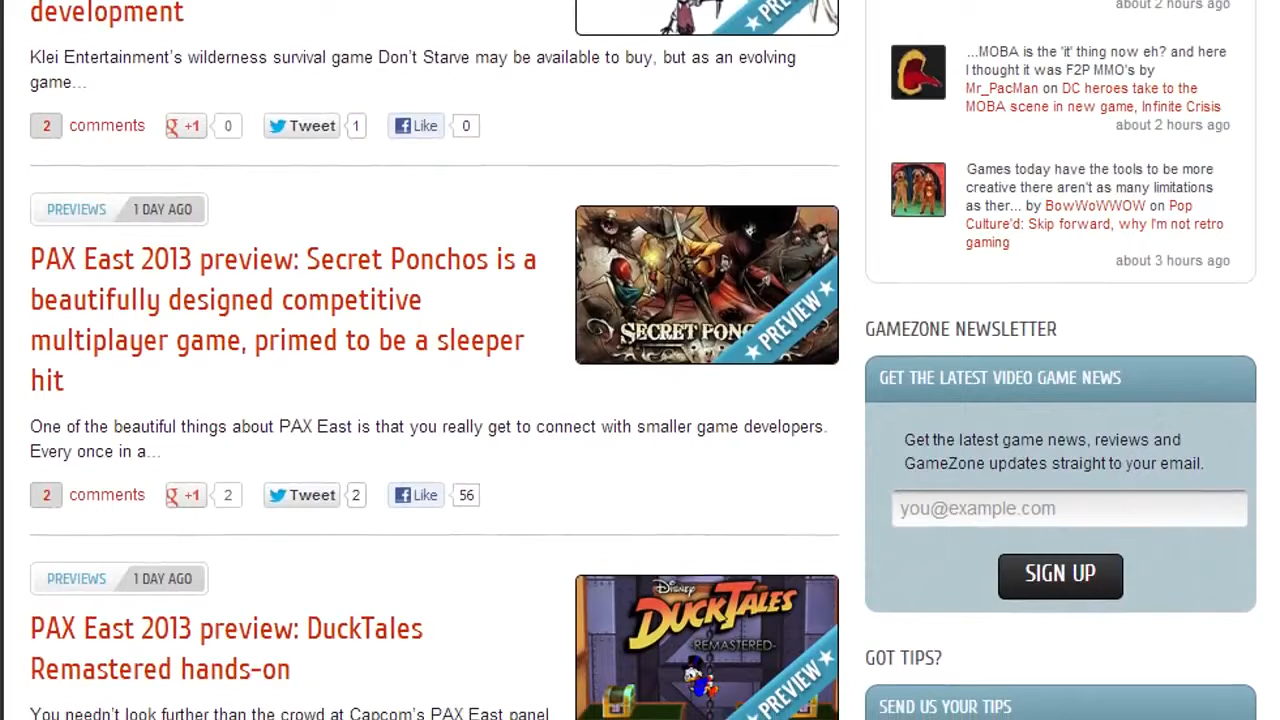 development
PREVIEW
Klei Entertainment's wilderness survival game Don't Starve may be available to buy, but as an evolving
game...
2 comments +1 0 Tweet 1 Like 0
PREVIEWS 1 DAY AGO
PAX East 2013 preview: Secret Ponchos is a
beautifully designed competitive
multiplayer game, primed to be a sleeper
hit
SECRET PON
PREVIEW
One of the beautiful things about PAX East is that you really get to connect with smaller game developers.
Every once in a...
2 comments +1 2 Tweet 2 Like 56
PREVIEWS 1 DAY AGO
PAX East 2013 preview: DuckTales
Remastered hands-on
Disney
DUCKTALES
-REMASTERED-
PREVIEW
You needn't look further than the crowd at Capcom's PAX East panel
about 2 hours ago
...MOBA is the 'it' thing now eh? and here
I thought it was F2P MMO's by
Mr_PacMan on DC heroes take to the
MOBA scene in new game, Infinite Crisis
about 2 hours ago
Games today have the tools to be more
creative there aren't as many limitations
as ther... by BowWoWWOW on Pop
Culture'd: Skip forward, why I'm not retro
gaming
about 3 hours ago
GAMEZONE NEWSLETTER
GET THE LATEST VIDEO GAME NEWS
Get the latest game news, reviews and
GameZone updates straight to your email.
you@example.com
SIGN UP
GOT TIPS?
SEND US YOUR TIPS